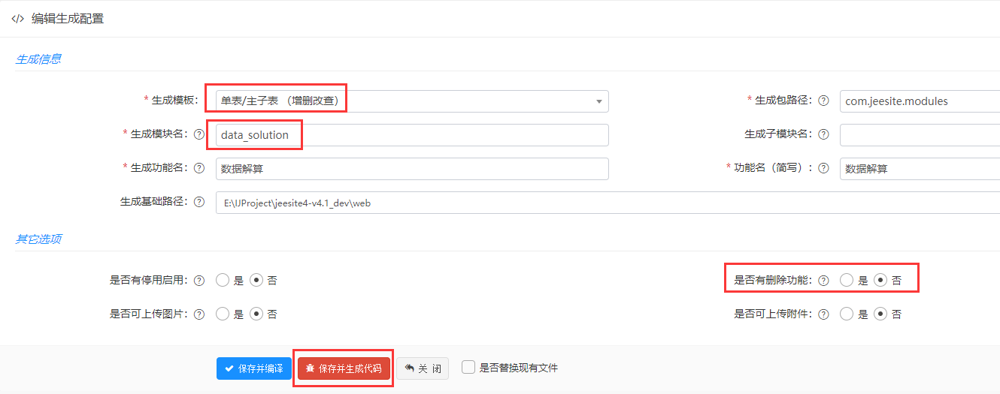 </> 编辑生成配置
生成信息
* 生成模板： 单表/主子表 （增删改查） * 生成包路径： ? com.jeesite.modules
* 生成模块名： ? data_solution 生成子模块名： ?
* 生成功能名： ? 数据解算 * 功能名（简写）： ? 数据解算
生成基础路径： ? E:\IJProject\jeesite4-v4.1_dev\web
其它选项
是否有停用启用： ? 是 否 是否有删除功能： ? 是 否
是否可上传图片： ? 是 否 是否可上传附件： ? 是 否
保存并编译 保存并生成代码 关 闭 是否替换现有文件